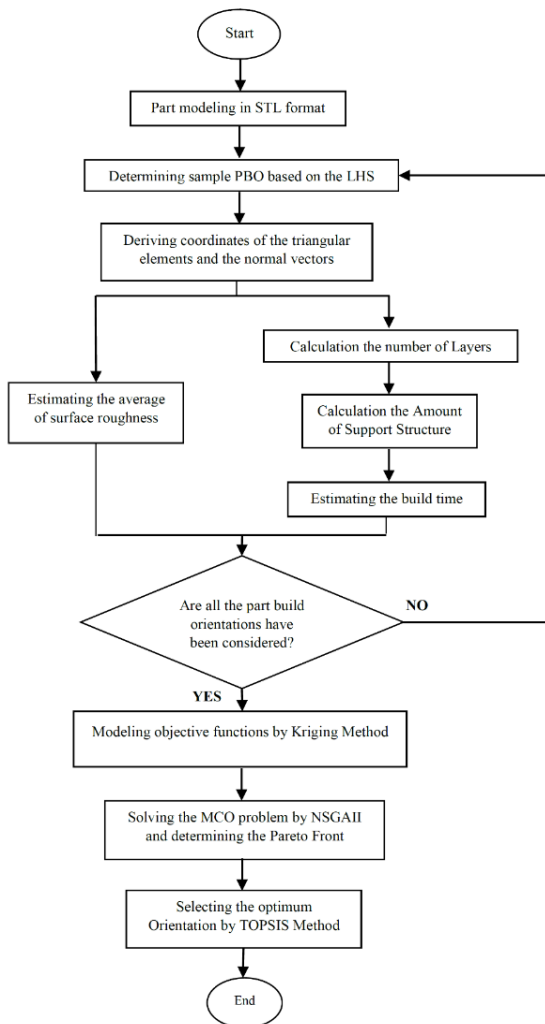 Start
Part modeling in STL format
Determining sample PBO based on the LHS
Deriving coordinates of the triangular
elements and the normal vectors
Calculation the number of Layers
Estimating the average
of surface roughness
Calculation the Amount
of Support Structure
Estimating the build time
Are all the part build
orientations have
been considered?
NO
YES
Modeling objective functions by Kriging Method
Solving the MCO problem by NSGAII
and determining the Pareto Front
Selecting the optimum
Orientation by TOPSIS Method
End